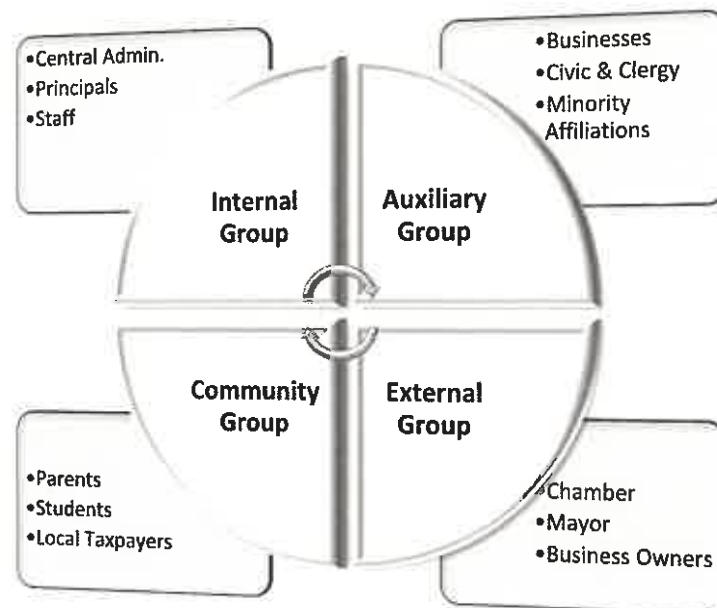 •Central Admin.
•Principals
•Staff
•Businesses
•Civic & Clergy
•Minority
Affiliations
Internal
Group
Auxiliary
Group
Community
Group
External
Group
•Parents
•Students
•Local Taxpayers
•Chamber
•Mayor
•Business Owners